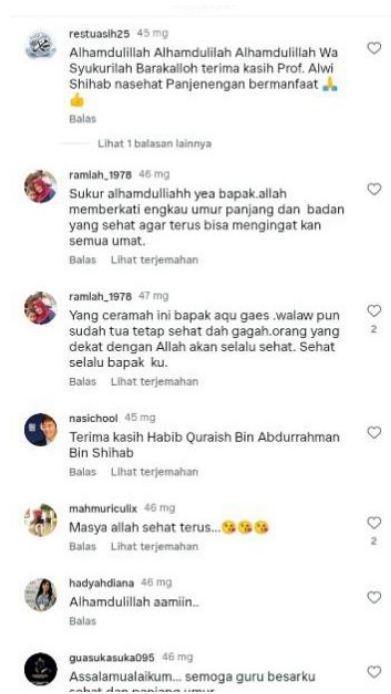 restuasih25 45 mg
Alhamdulillah Alhamdulilah Alhamdulillah Wa
Syukurilah Barakalloh terima kasih Prof. Alwi
Shihab nasehat Panjenengan bermanfaat 🙏
👍
Balas
Lihat 1 balasan lainnya
ramlah_1978 46 mg
Sukur alhamdulliahh yea bapak.allah
memberkati engkau umur panjang dan badan
yang sehat agar terus bisa mengingat kan
semua umat.
Balas Lihat terjemahan
ramlah_1978 47 mg
Yang ceramah ini bapak aqu gaes .walaw pun
sudah tua tetap sehat dah gagah.orang yang
dekat dengan Allah akan selalu sehat. Sehat
selalu bapak ku.
2
Balas Lihat terjemahan
nasichool 45 mg
Terima kasih Habib Quraish Bin Abdurrahman
Bin Shihab
Balas Lihat terjemahan
mahmuriculix 46 mg
Masya allah sehat terus...😘😘😘
2
Balas Lihat terjemahan
hadyahdiana 46 mg
Alhamdulillah aamiin..
Balas
guasukasuka095 46 mg
Assalamualaikum... semoga guru besarku
sehat dan panjang umur